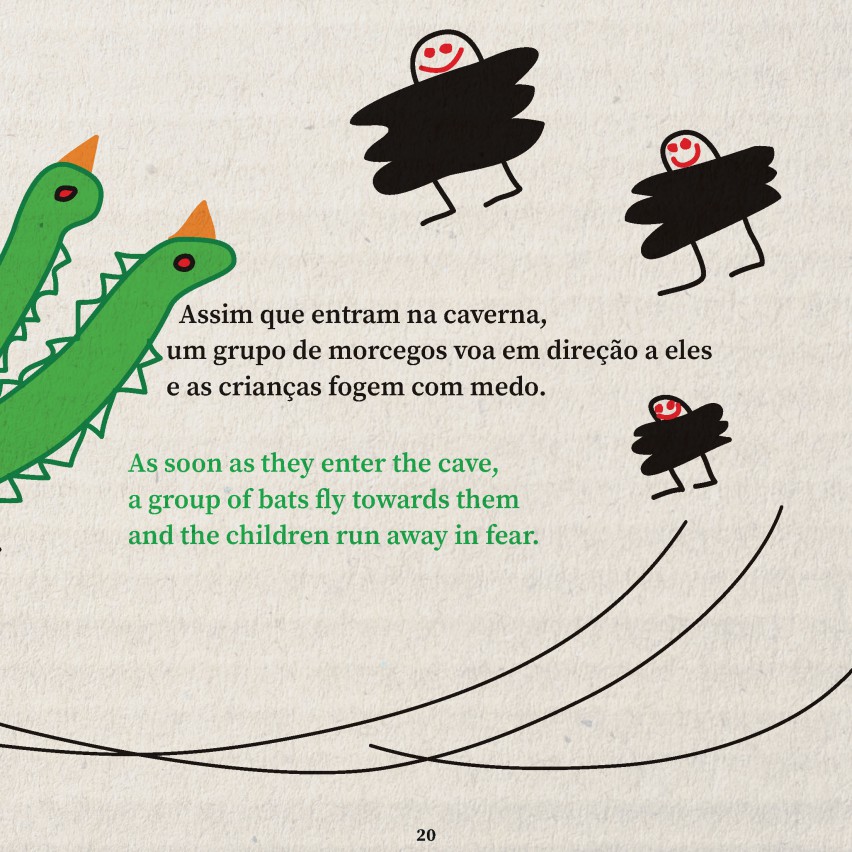 Assim que entram na caverna,
um grupo de morcegos voa em direção a eles
e as crianças fogem com medo.
As soon as they enter the cave,
a group of bats fly towards them
and the children run away in fear.
20